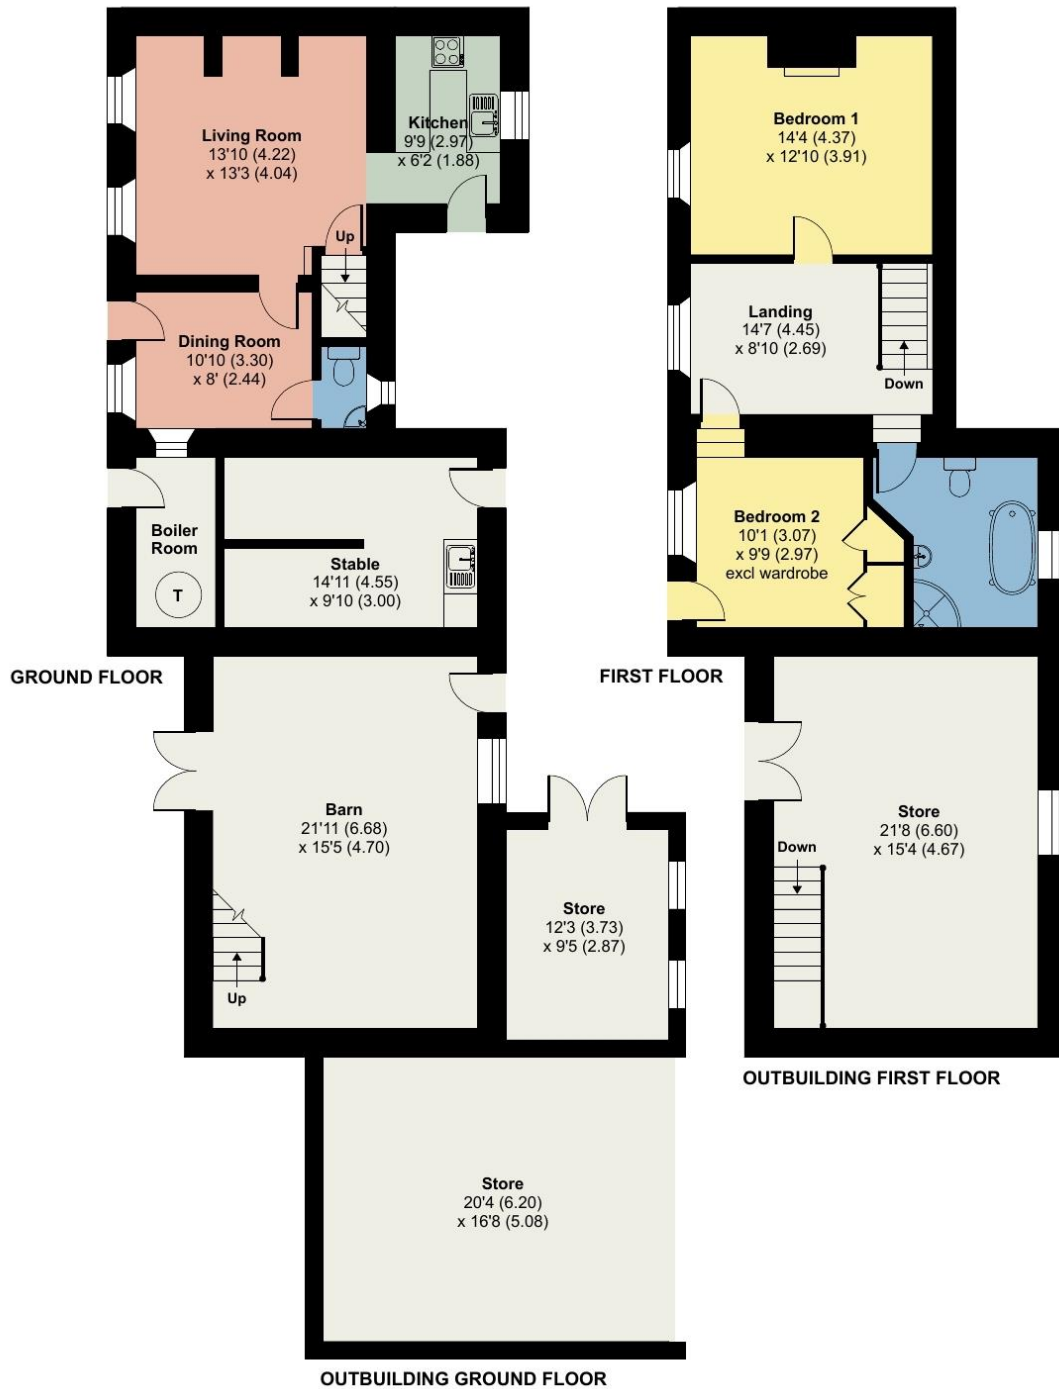 Living Room
13'10 (4.22)
x 13'3 (4.04)
Kitchen
9'9 (2.97)
x 6'2 (1.88)
Up
Dining Room
10'10 (3.30)
x 8' (2.44)
Boiler
Room
T
Stable
14'11 (4.55)
x 9'10 (3.00)
GROUND FLOOR
Bedroom 1
14'4 (4.37)
x 12'10 (3.91)
Landing
14'7 (4.45)
x 8'10 (2.69)
Down
Bedroom 2
10'1 (3.07)
x 9'9 (2.97)
excl wardrobe
FIRST FLOOR
Barn
21'11 (6.68)
x 15'5 (4.70)
Up
Store
12'3 (3.73)
x 9'5 (2.87)
Store
20'4 (6.20)
x 16'8 (5.08)
OUTBUILDING GROUND FLOOR
Store
21'8 (6.60)
x 15'4 (4.67)
Down
OUTBUILDING FIRST FLOOR